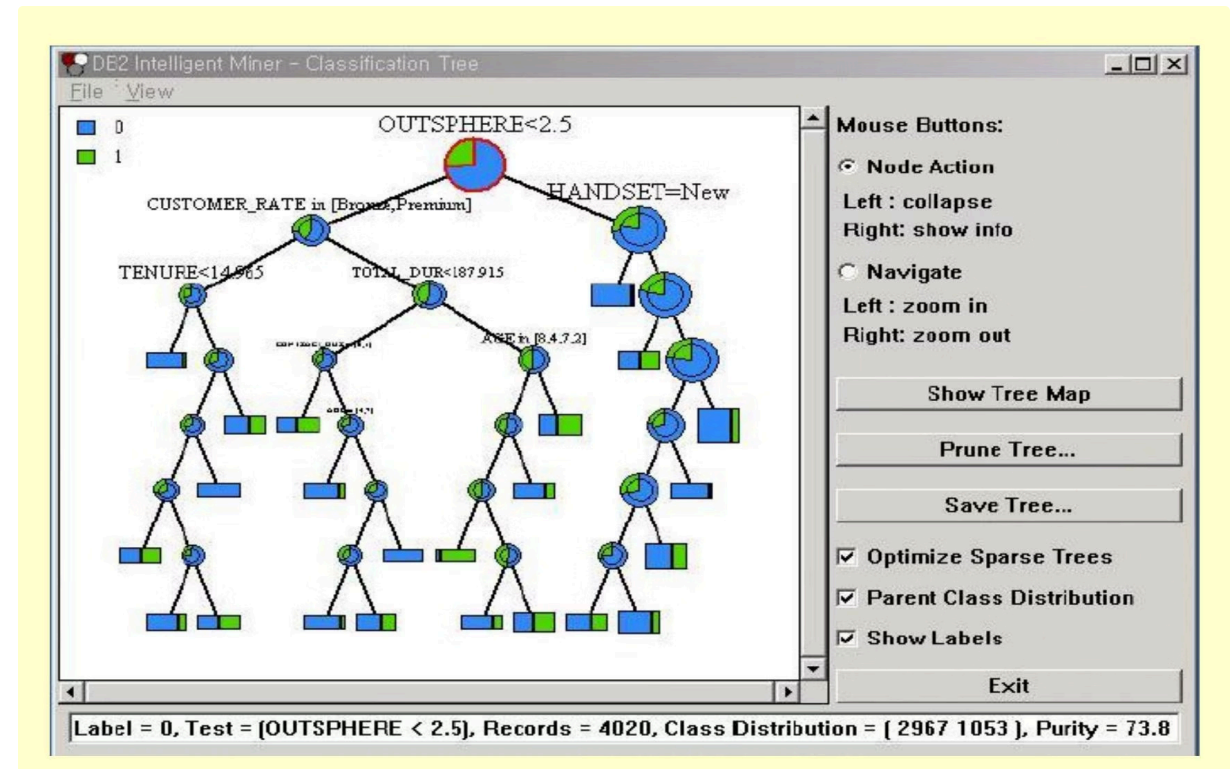 DB2 Intelligent Miner - Classification Tree
File View
0
1
OUTSPHERE<2.5
HANDSET=New
CUSTOMER_RATE in [Bronze,Premium]
TENURE<14.965
TOTAL_DUR<187.915
AGE in [8,4,7,2]
Mouse Buttons:
Node Action
Left : collapse
Right: show info
Navigate
Left : zoom in
Right: zoom out
Show Tree Map
Prune Tree...
Save Tree...
Optimize Sparse Trees
Parent Class Distribution
Show Labels
Exit
Label = 0, Test = (OUTSPHERE < 2.5), Records = 4020, Class Distribution = ( 2967 1053 ), Purity = 73.8